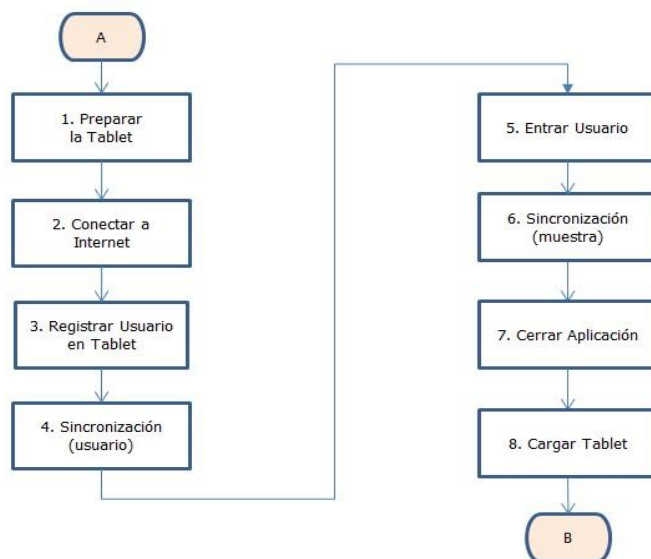 A
1. Preparar
la Tablet
2. Conectar a
Internet
3. Registrar Usuario
en Tablet
4. Sincronización
(usuario)
5. Entrar Usuario
6. Sincronización
(muestra)
7. Cerrar Aplicación
8. Cargar Tablet
B